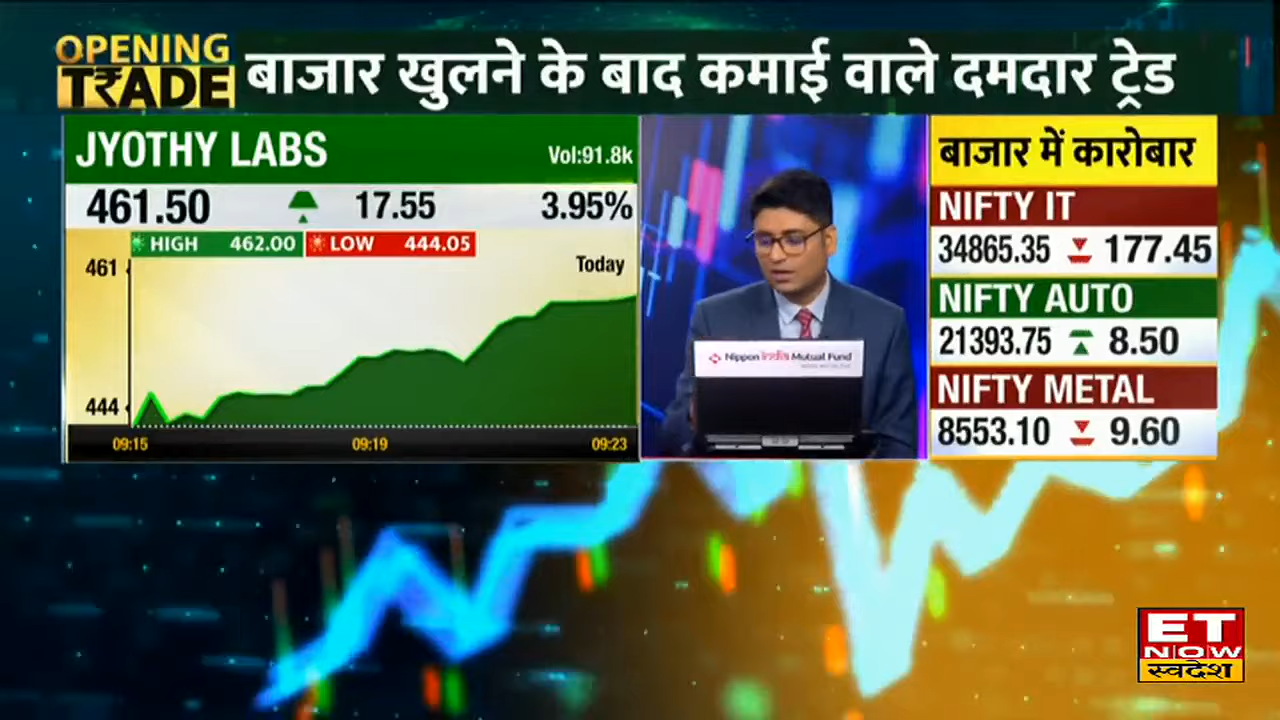 OPENING
TRADE
बाजार खुलने के बाद कमाई वाले दमदार ट्रेड
JYOTHY LABS
Vol:91.8k
461.50 17.55 3.95%
HIGH 462.00 LOW 444.05
461
Today
444
09:15 09:19 09:23
Nippon india Mutual Fund
बाजार में कारोबार
NIFTY IT
34865.35 177.45
NIFTY AUTO
21393.75 8.50
NIFTY METAL
8553.10 9.60
ET
NOW
स्वदेश